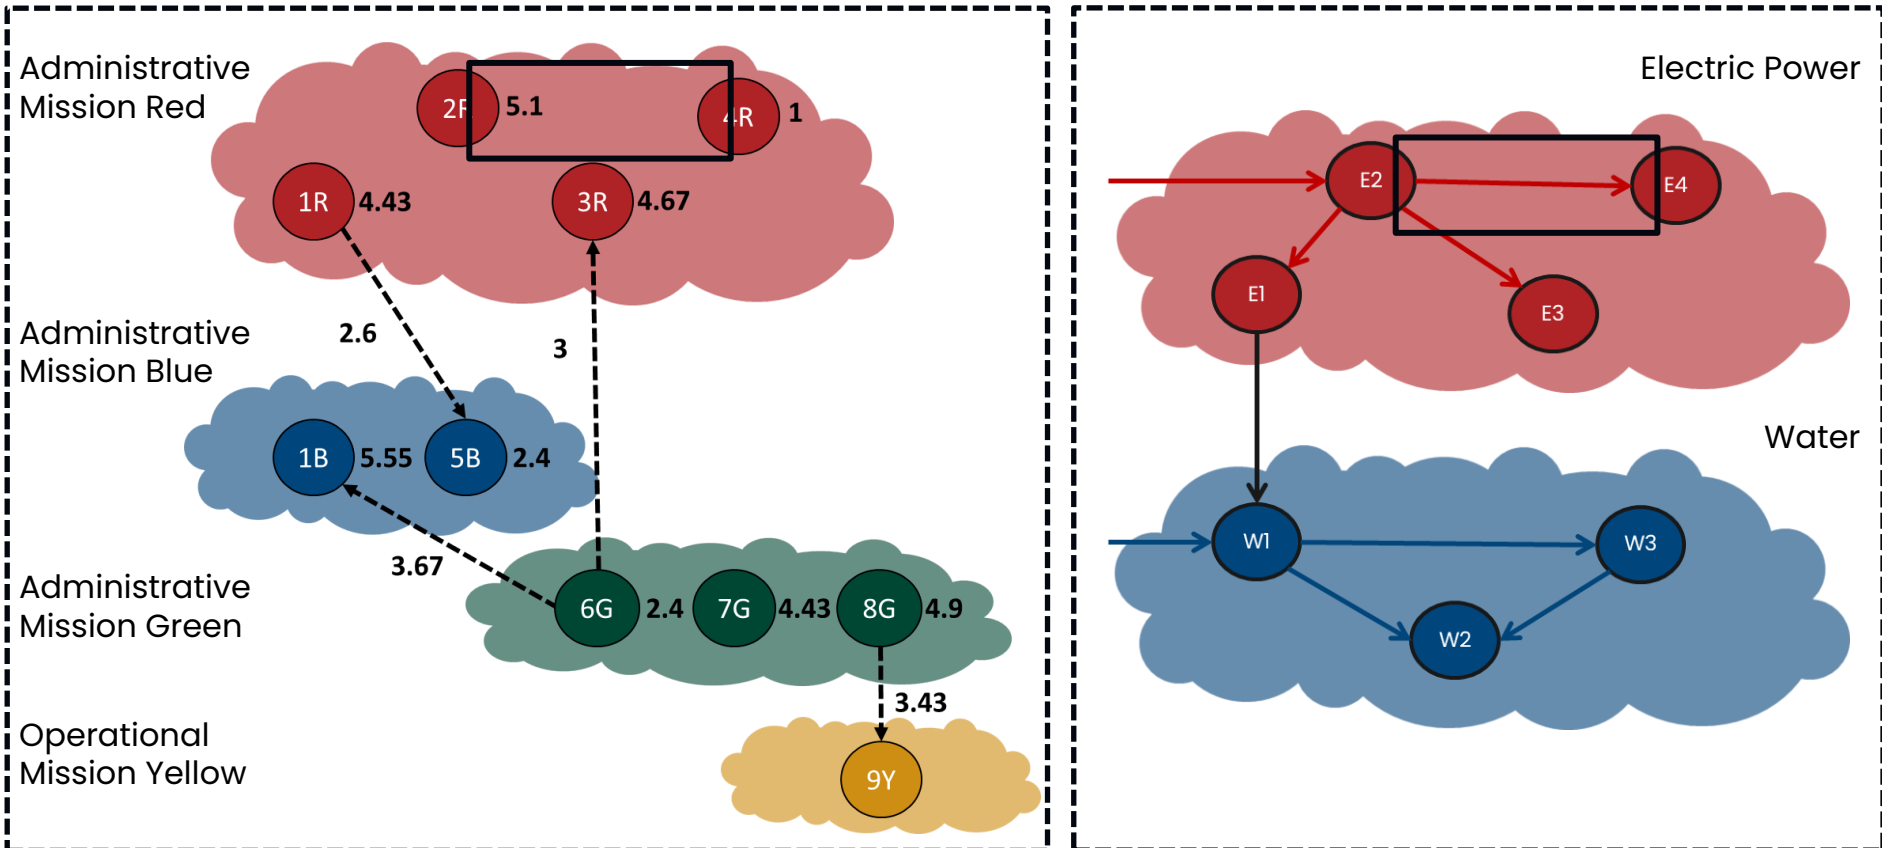 Administrative
Mission Red
2R 5.1
4R 1
1R 4.43
3R 4.67
Administrative
Mission Blue
2.6
3
1B 5.55
5B 2.4
3.67
Administrative
Mission Green
6G 2.4
7G 4.43
8G 4.9
3.43
Operational
Mission Yellow
9Y
Electric Power
E2
E4
E1
E3
Water
W1
W3
W2